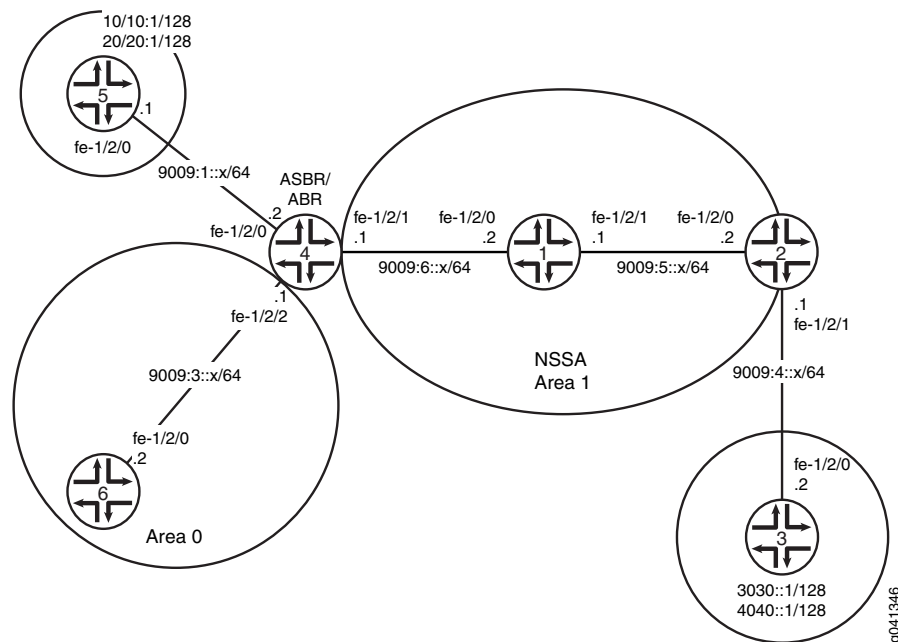 10/10:1/128
20/20:1/128
5
.1
fe-1/2/0
9009:1::x/64
ASBR/
ABR
.2
fe-1/2/0
4
fe-1/2/1
.1
9009:6::x/64
fe-1/2/0
.2
1
fe-1/2/1
.1
9009:5::x/64
fe-1/2/0
.2
2
.1
fe-1/2/1
.1
fe-1/2/2
9009:3::x/64
NSSA
Area 1
9009:4::x/64
fe-1/2/0
.2
6
Area 0
fe-1/2/0
.2
3
3030::1/128
4040::1/128
g041346